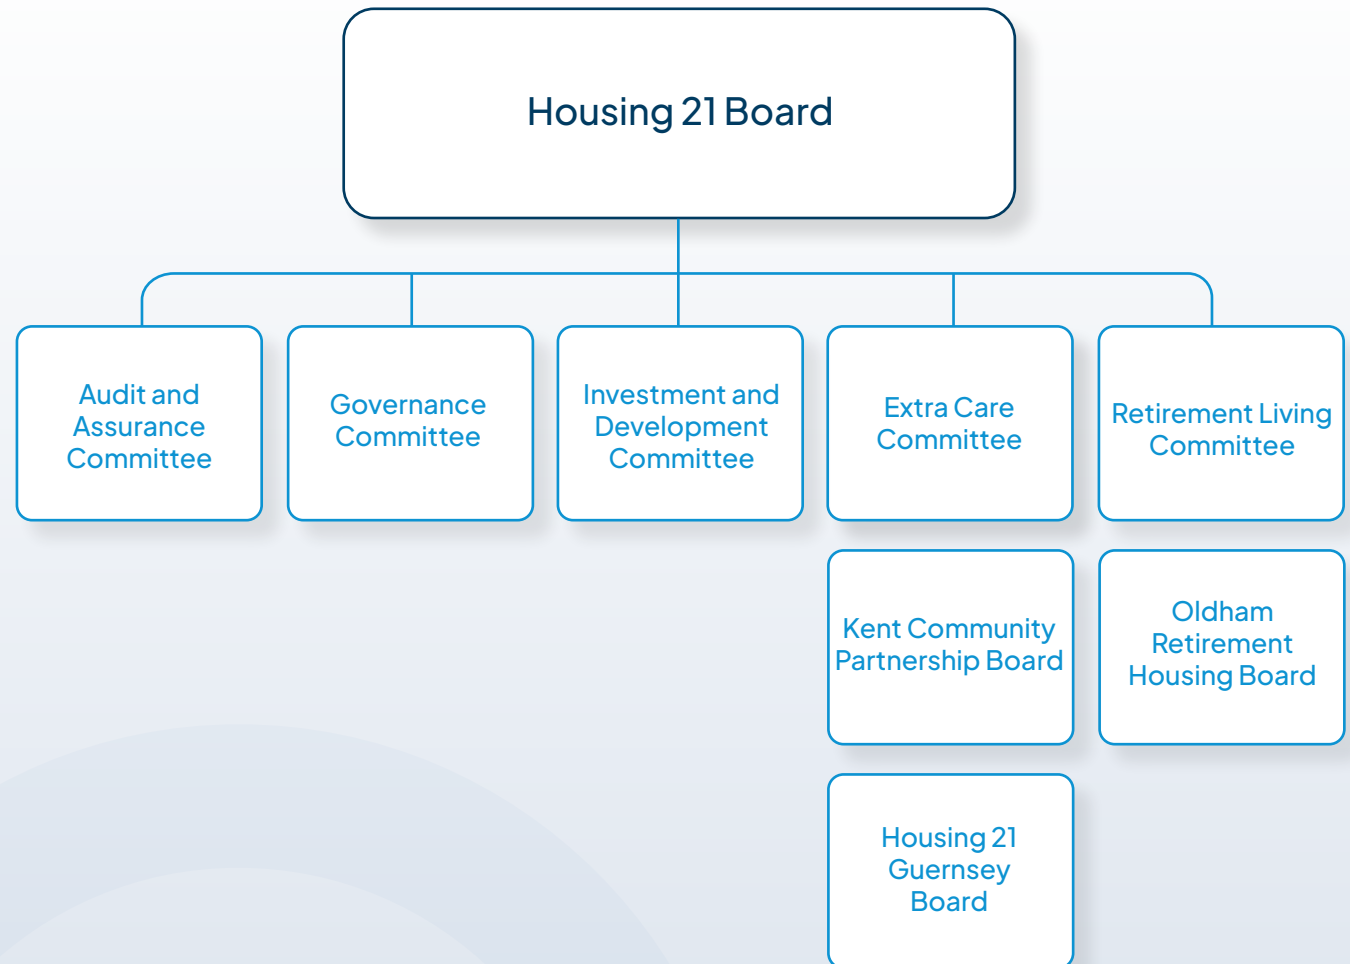 Housing 21 Board
Audit and
Assurance
Committee
Governance
Committee
Investment and
Development
Committee
Extra Care
Committee
Retirement Living
Committee
Kent Community
Partnership Board
Oldham
Retirement
Housing Board
Housing 21
Guernsey
Board